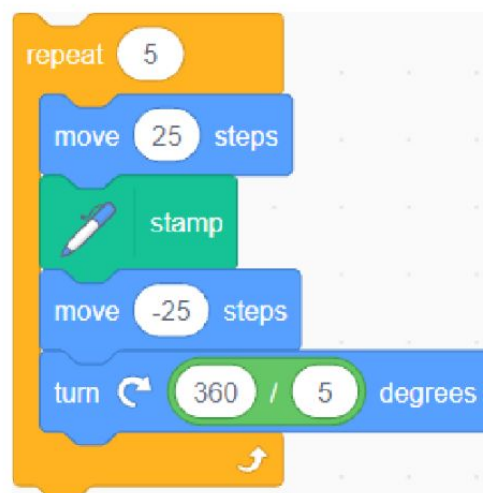 repeat 5
move 25 steps
stamp
move -25 steps
turn 360 / 5 degrees